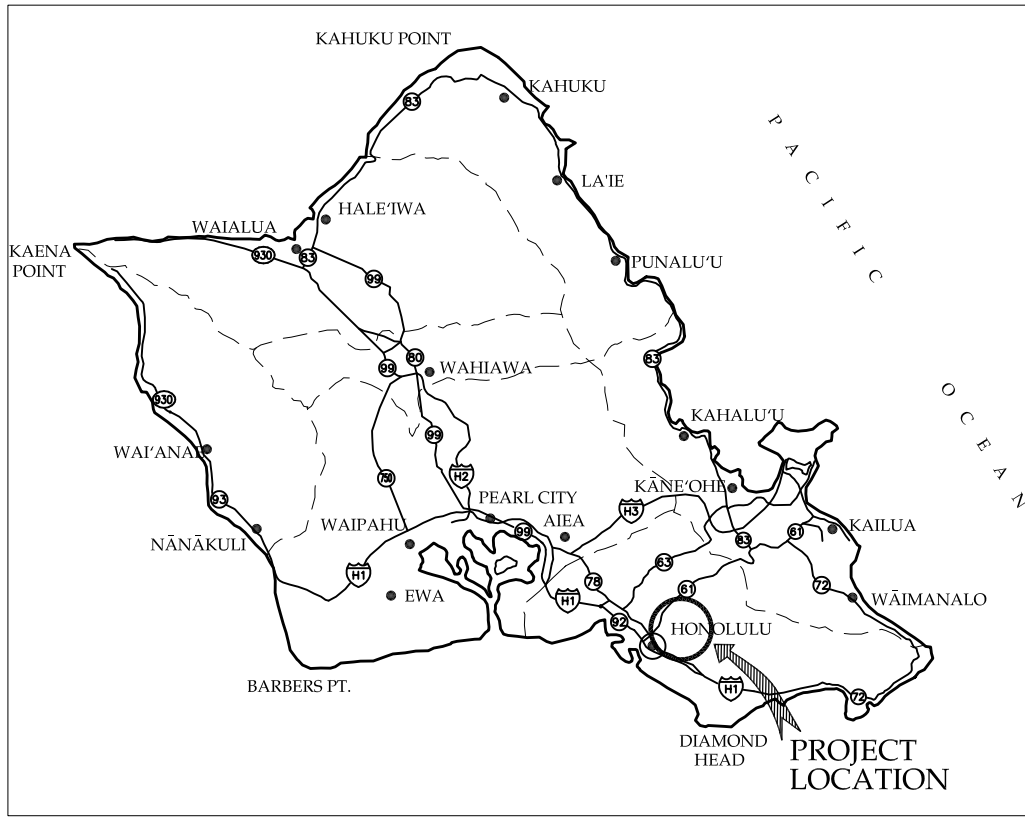 KAHUKU POINT
83
KAHUKU
P A C I F I C
LA'IE
HALE‘IWA
WAIALUA
KAENA
POINT
930
83
99
PUNALU‘U
80
99
WAHIAWA
83
O C E A N
930
KAHALU‘U
99
WAI‘ANAE
750
H2
KĀNE‘OHE
93
PEARL CITY
H3
WAIPAHU
AIEA
99
83
61
KAILUA
NĀNĀKULI
H1
63
78
61
72
EWA
H1
WĀIMANALO
92
HONOLULU
BARBERS PT.
H1
72
DIAMOND
HEAD
PROJECT
LOCATION